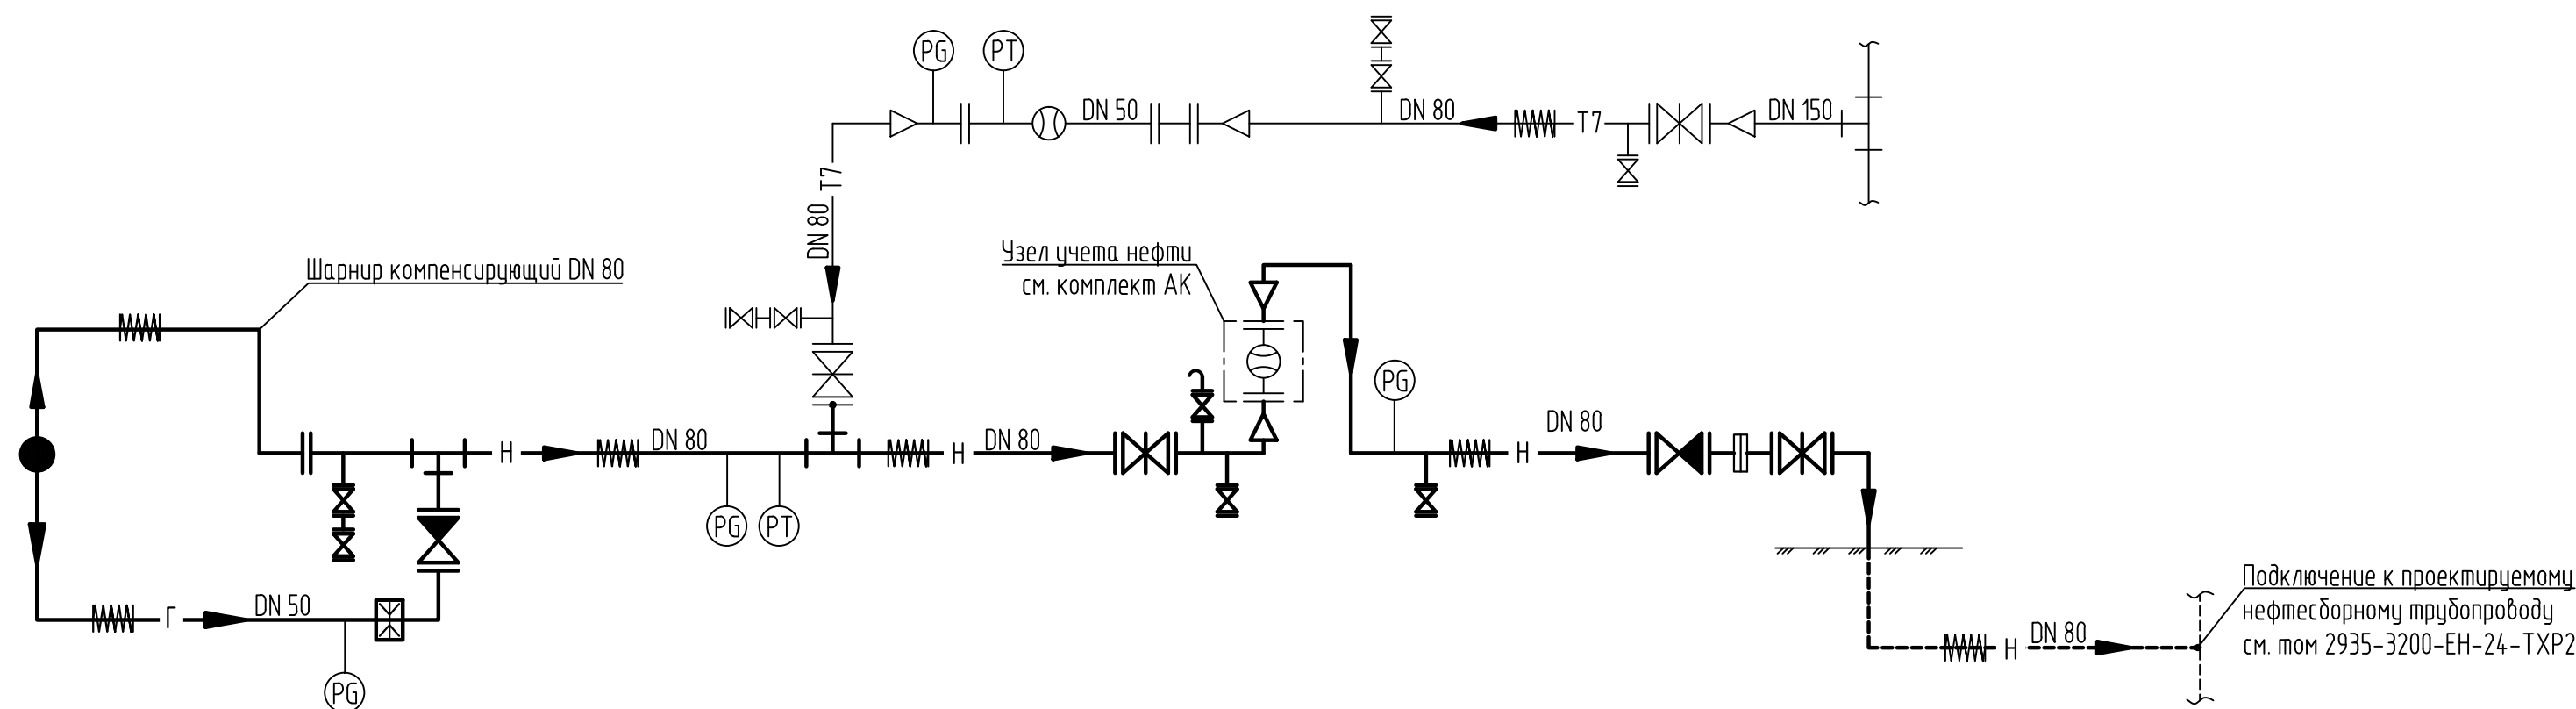 PG
PT
DN 50
DN 80
T7
DN 150
T7
DN 80
Узел учета нефти
см. комплект АК
Шарнир компенсирующий DN 80
PG
DN 80
Н
DN 80
Н
DN 80
Н
PG
PT
Подключение к проектируемому
нефтесборному трубопроводу
см. том 2935-3200-ЕН-24-ТХР2
DN 50
Г
DN 80
Н
PG